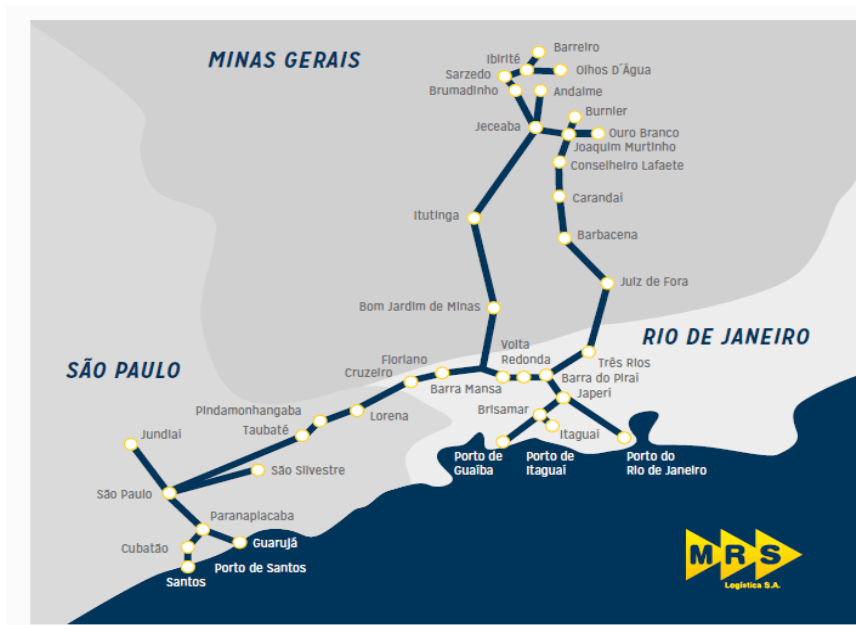 MINAS GERAIS
Barreiro
Ibirité
Olhos D´Água
Sarzedo
Brumadinho
Andaime
Burnier
Jeceaba
Ouro Branco
Joaquim Murtinho
Conselheiro Lafaete
Carandaí
Itutinga
Barbacena
Juiz de Fora
Bom Jardim de Minas
RIO DE JANEIRO
Volta
Redonda
Floriano
Três Rios
SÃO PAULO
Cruzeiro
Barra Mansa
Barra do Piraí
Japeri
Pindamonhangaba
Lorena
Brisamar
Taubaté
Jundiaí
Itaguaí
Porto de
Guaíba
Porto de
Itaguaí
Porto do
Rio de Janeiro
São Silvestre
São Paulo
Paranapiacaba
Cubatão
Guarujá
Porto de Santos
Santos
MRS
Logística S.A.